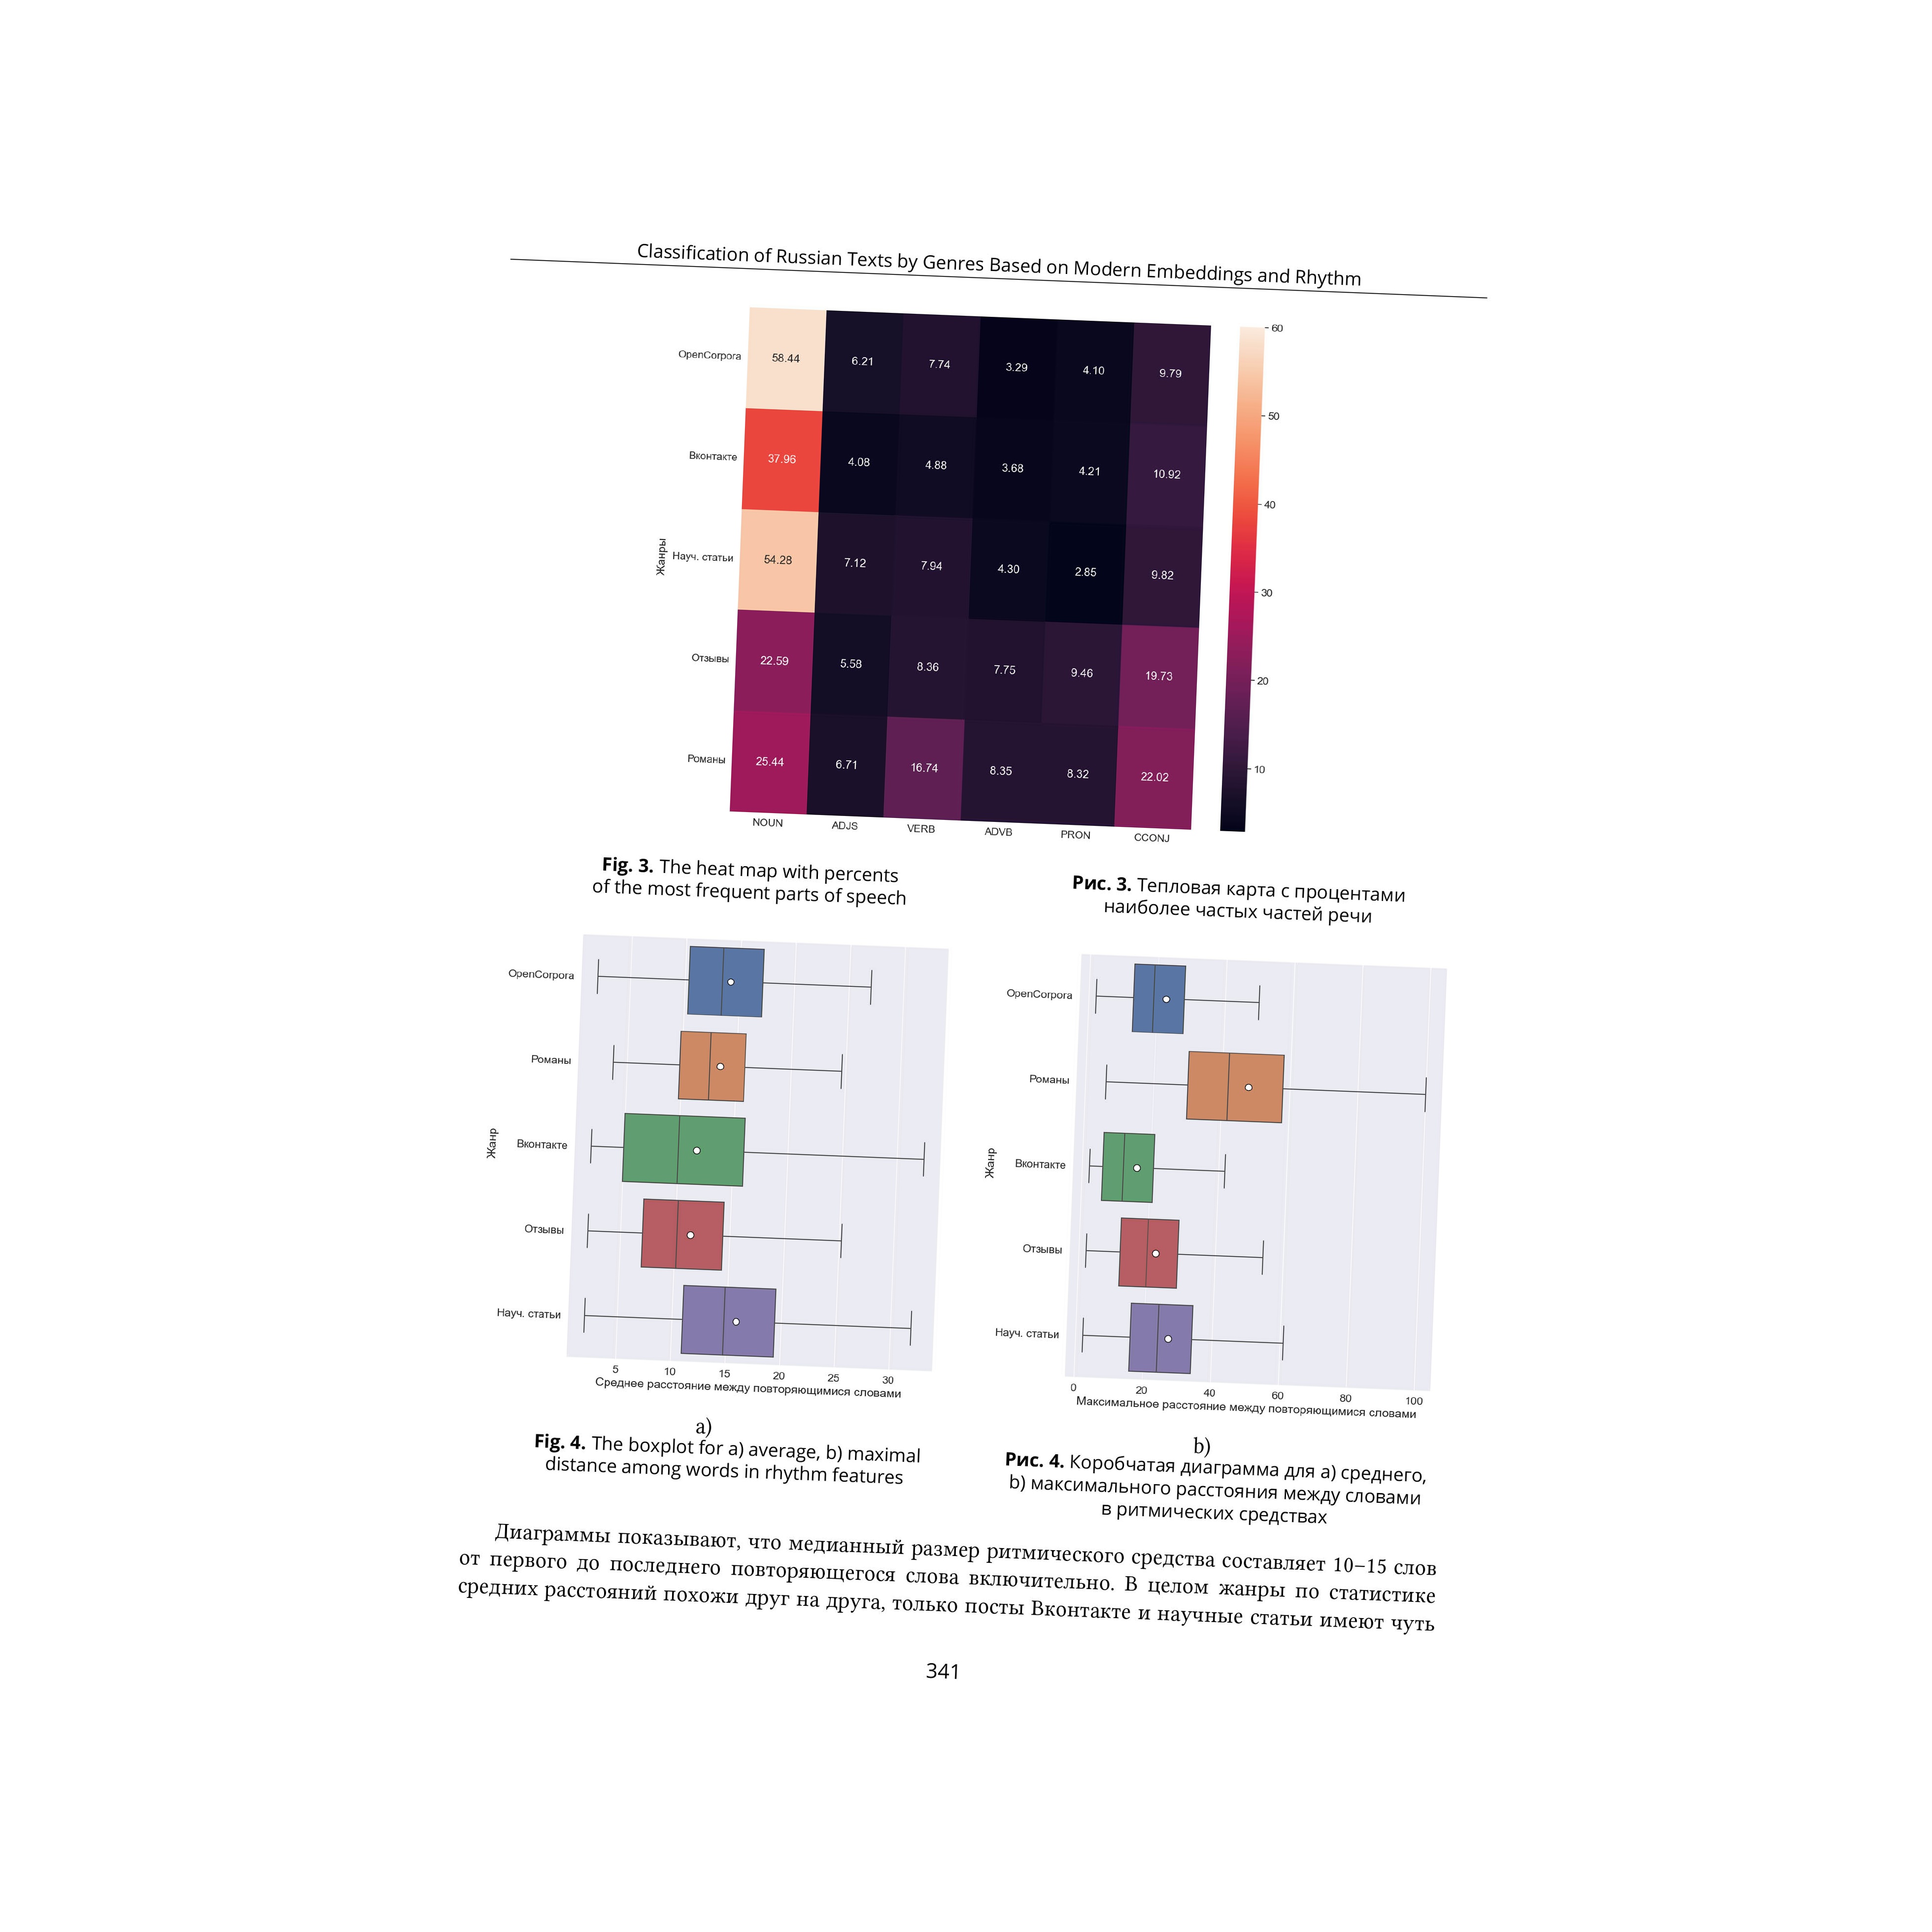 Classification of Russian Texts by Genres Based on Modern Embeddings and Rhythm
OpenCorpora 58.44 6.21 7.74 3.29 4.10 9.79
Вконтакте 37.96 4.08 4.88 3.68 4.21 10.92
Науч. статьи 54.28 7.12 7.94 4.30 2.85 9.82
Отзывы 22.59 5.58 8.36 7.75 9.46 19.73
Романы 25.44 6.71 16.74 8.35 8.32 22.02
NOUN ADJS VERB ADVB PRON CCONJ
Жанры
60
50
40
30
20
10
Fig. 3. The heat map with percents
of the most frequent parts of speech
Рис. 3. Тепловая карта с процентами
наиболее частых частей речи
OpenCorpora
Романы
Вконтакте
Отзывы
Науч. статьи
Жанр
5 10 15 20 25 30
Среднее расстояние между повторяющимися словами
a)
OpenCorpora
Романы
Вконтакте
Отзывы
Науч. статьи
Жанр
0 20 40 60 80 100
Максимальное расстояние между повторяющимися словами
b)
Fig. 4. The boxplot for a) average, b) maximal
distance among words in rhythm features
Рис. 4. Коробчатая диаграмма для a) среднего,
b) максимального расстояния между словами
в ритмических средствах
Диаграммы показывают, что медианный размер ритмического средства составляет 10–15 слов
от первого до последнего повторяющегося слова включительно. В целом жанры по статистике
средних расстояний похожи друг на друга, только посты Вконтакте и научные статьи имеют чуть
341